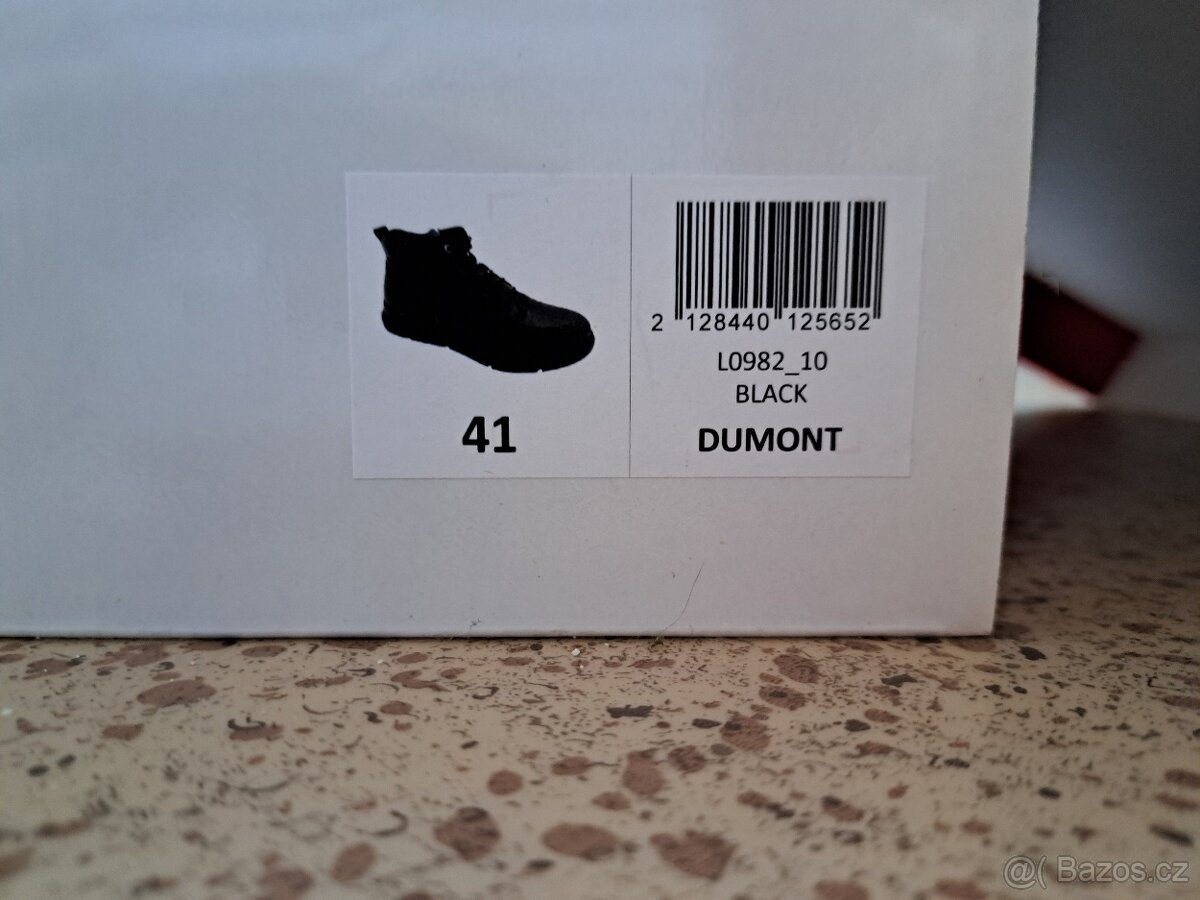 41
2 128440 125652
L0982_10
BLACK
DUMONT
@( Bazos.cz